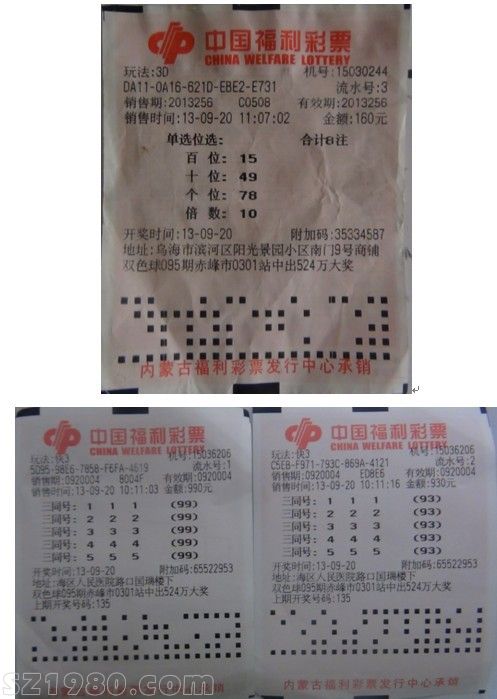 中国福利彩票
CHINA WELFARE LOTTERY
玩法:3D 机号:15030244
DA11-0A16-621D-EBE2-E731 流水号:3
销售期:2013256 C0508 有效期:2013256
销售时间:13-09-20 11:07:02 金额:160元
单选位选: 合计8注
百位: 15
十位: 49
个位: 78
倍数: 10
开奖时间:13-09-20 附加码:35334587
地址:乌海市滨河区阳光景园小区南门9号商铺
双色球095期赤峰市0301站中出524万大奖
内蒙古福利彩票发行中心承销
中国福利彩票
CHINA WELFARE LOTTERY
玩法:快3 机号:15036206
5D95-98E6-7858-F6FA-4619 流水号:1
销售期:0920004 8004F 有效期:0920004
销售时间:13-09-20 10:11:03 金额:990元
三同号: 1 1 1 (99)
三同号: 2 2 2 (99)
三同号: 3 3 3 (99)
三同号: 4 4 4 (99)
三同号: 5 5 5 (99)
开奖时间:13-09-20 附加码:65522953
地址:海区人民医院路口国瑞楼下
双色球095期赤峰市0301站中出524万大奖
上期开奖号码:135
内蒙古福利彩票发行中心承销
中国福利彩票
CHINA WELFARE LOTTERY
玩法:快3 机号:15036206
C5EB-F971-793C-869A-4121 流水号:2
销售期:0920004 ED8E6 有效期:0920004
销售时间:13-09-20 10:11:16 金额:930元
三同号: 1 1 1 (93)
三同号: 2 2 2 (93)
三同号: 3 3 3 (93)
三同号: 4 4 4 (93)
三同号: 5 5 5 (93)
开奖时间:13-09-20 附加码:65522953
地址:海区人民医院路口国瑞楼下
双色球095期赤峰市0301站中出524万大奖
上期开奖号码:135
内蒙古福利彩票发行中心承销
SZ1980.com